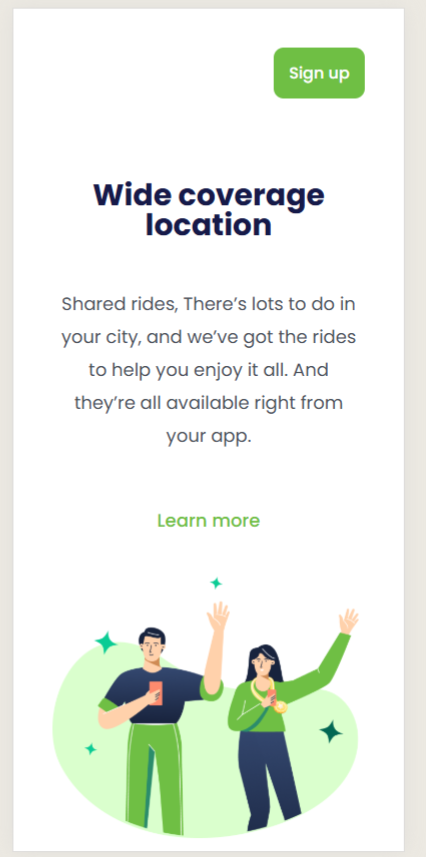 Sign up
Wide coverage
location
Shared rides, There’s lots to do in
your city, and we’ve got the rides
to help you enjoy it all. And
they’re all available right from
your app.
Learn more